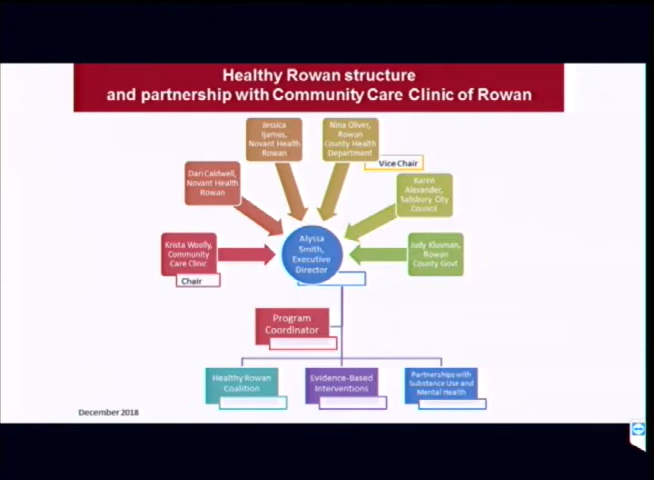 Healthy Rowan structure
and partnership with Community Care Clinic of Rowan
Jessica
Ijames,
Novant Health
Rowan
Nina Oliver,
Rowan
County Health
Department
Vice Chair
Dari Caldwell,
Novant Health
Rowan
Karen
Alexander,
Salisbury City
Council
Krista Woolly,
Community
Care Clinic
Chair
Alyssa
Smith,
Executive
Director
Judy Klusman,
Rowan
County Govt
Program
Coordinator
Healthy Rowan
Coalition
Evidence-Based
Interventions
Partnerships with
Substance Use and
Mental Health
December 2018